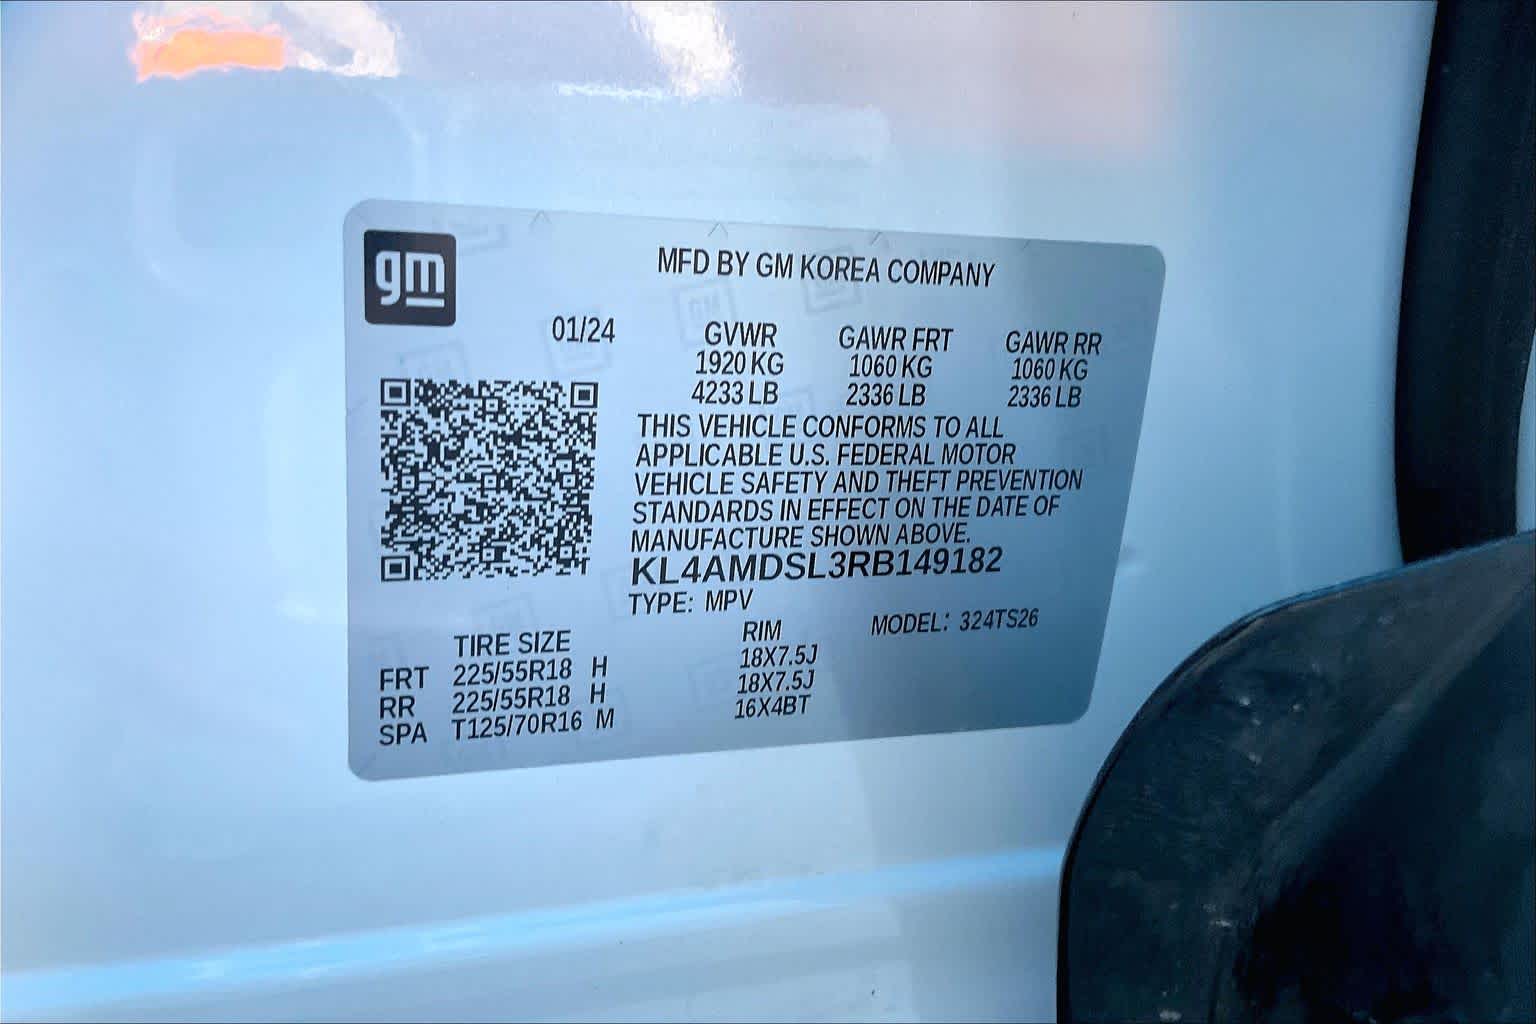 gm
MFD BY GM KOREA COMPANY
01/24
GVWR GAWR FRT GAWR RR
1920 KG 1060 KG 1060 KG
4233 LB 2336 LB 2336 LB
THIS VEHICLE CONFORMS TO ALL
APPLICABLE U.S. FEDERAL MOTOR
VEHICLE SAFETY AND THEFT PREVENTION
STANDARDS IN EFFECT ON THE DATE OF
MANUFACTURE SHOWN ABOVE.
KL4AMDSL3RB149182
TYPE: MPV
MODEL: 324TS26
TIRE SIZE RIM
FRT 225/55R18 H 18X7.5J
RR 225/55R18 H 18X7.5J
SPA T125/70R16 M 16X4BT